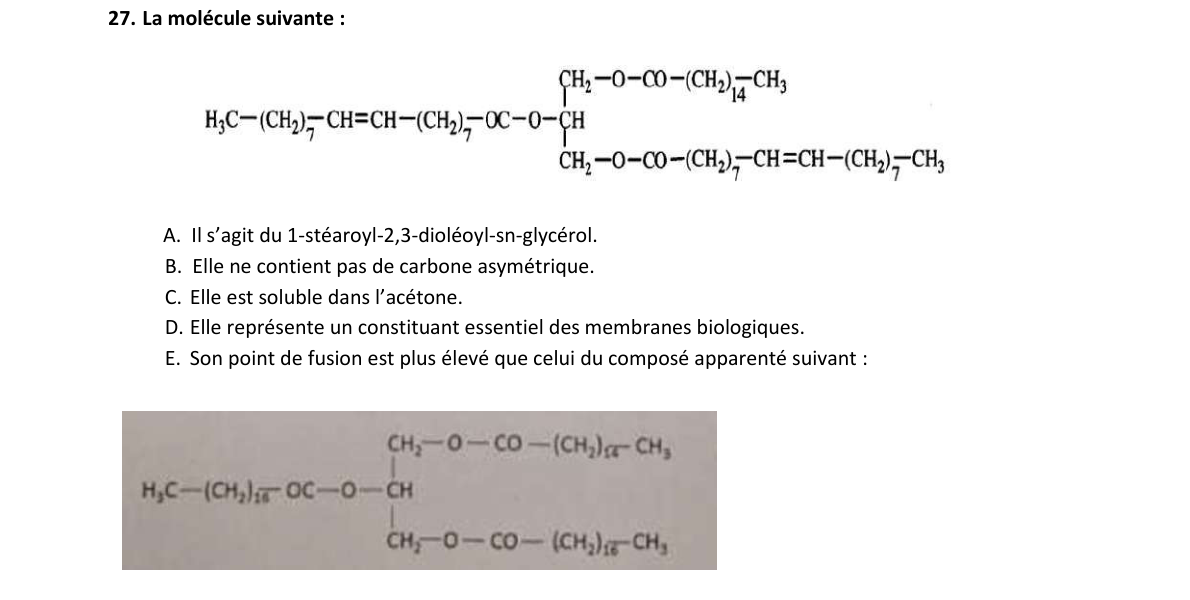 27. La molécule suivante :
CH₂−O−CO−(CH₂)₁₄−CH₃
H₃C−(CH₂)₇−CH=CH−(CH₂)₇−OC−O−CH
CH₂−O−CO−(CH₂)₇−CH=CH−(CH₂)₇−CH₃
A. Il s’agit du 1-stéaroyl-2,3-dioléoyl-sn-glycérol.
B. Elle ne contient pas de carbone asymétrique.
C. Elle est soluble dans l’acétone.
D. Elle représente un constituant essentiel des membranes biologiques.
E. Son point de fusion est plus élevé que celui du composé apparenté suivant :
CH₂−O−CO−(CH₂)₁₄−CH₃
H₃C−(CH₂)₁₆−OC−O−CH
CH₂−O−CO−(CH₂)₁₆−CH₃